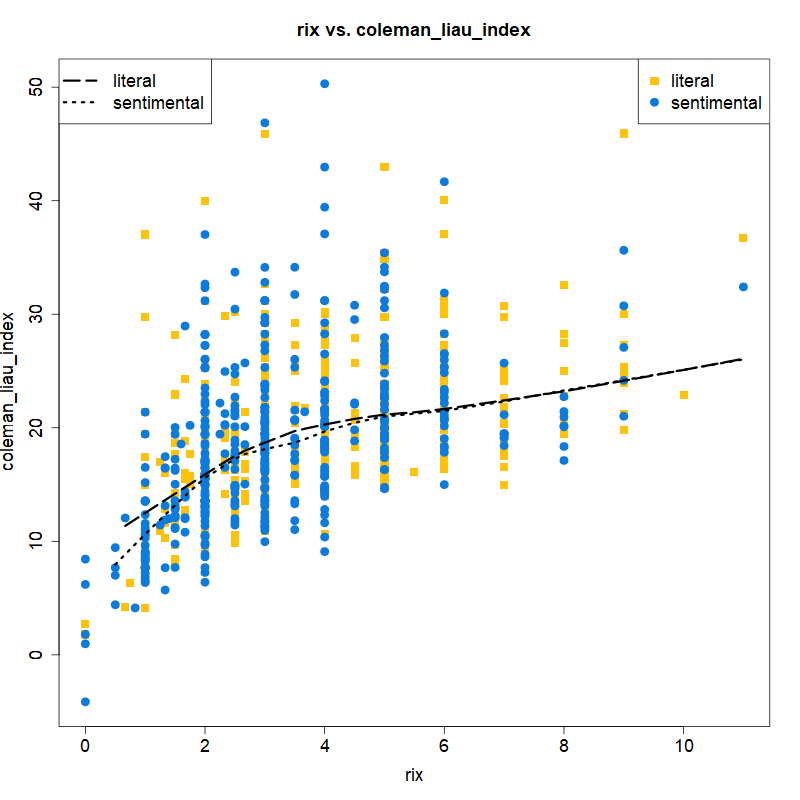 rix vs. coleman_liau_index
literal
sentimental
literal
sentimental
coleman_liau_index
50
40
30
20
10
0
0 2 4 6 8 10
rix